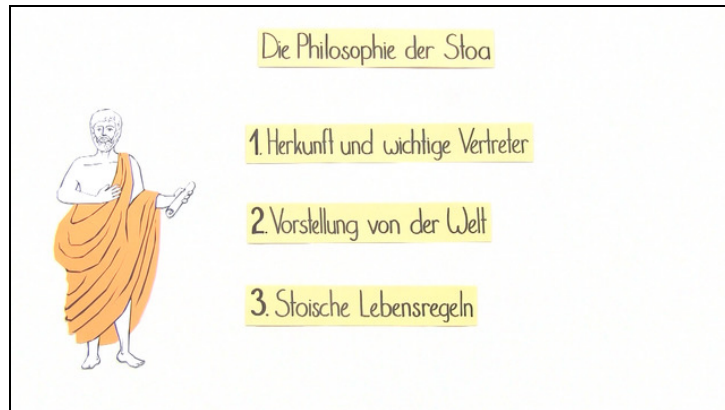 Die Philosophie der Stoa
1. Herkunft und wichtige Vertreter
2. Vorstellung von der Welt
3. Stoische Lebensregeln